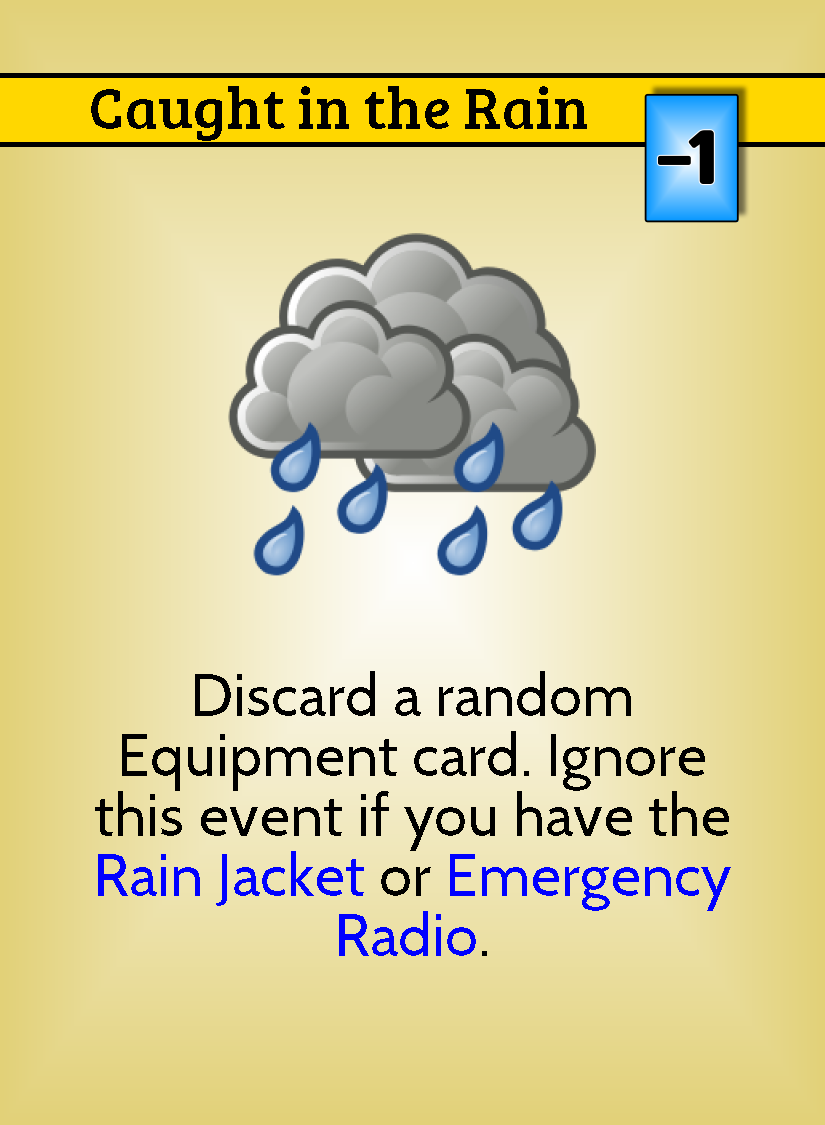 Caught in the Rain
–1
Discard a random
Equipment card. Ignore
this event if you have the
Rain Jacket or Emergency
Radio.